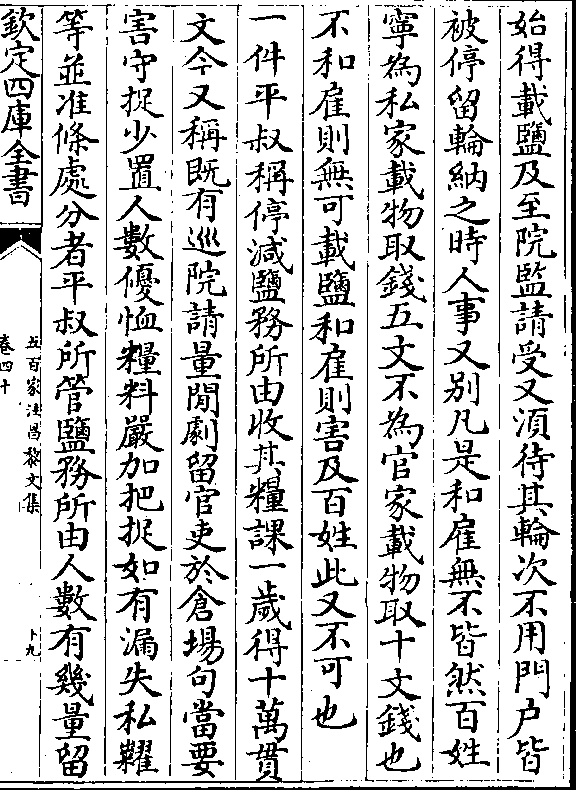 始得載鹽及至院監請受又須待其輪次不用門户皆
被停留輪納之時人事又别凡是和雇無不皆然百姓
寧為私家載物取錢五文不為官家載物取十文錢也
不和雇則無可載鹽和雇則害及百姓此又不可也
一件平叔稱停減鹽務所由收其糧課一歲得十萬貫
文今又稱既有巡院請量閒劇留官吏於倉場句當要
害守捉少置人數優恤糧料嚴加把捉如有漏失私糶
等並准條處分者平叔所管鹽務所由人數有幾量留
欽定四庫全書
五百家注昌黎文集
卷四十
十九